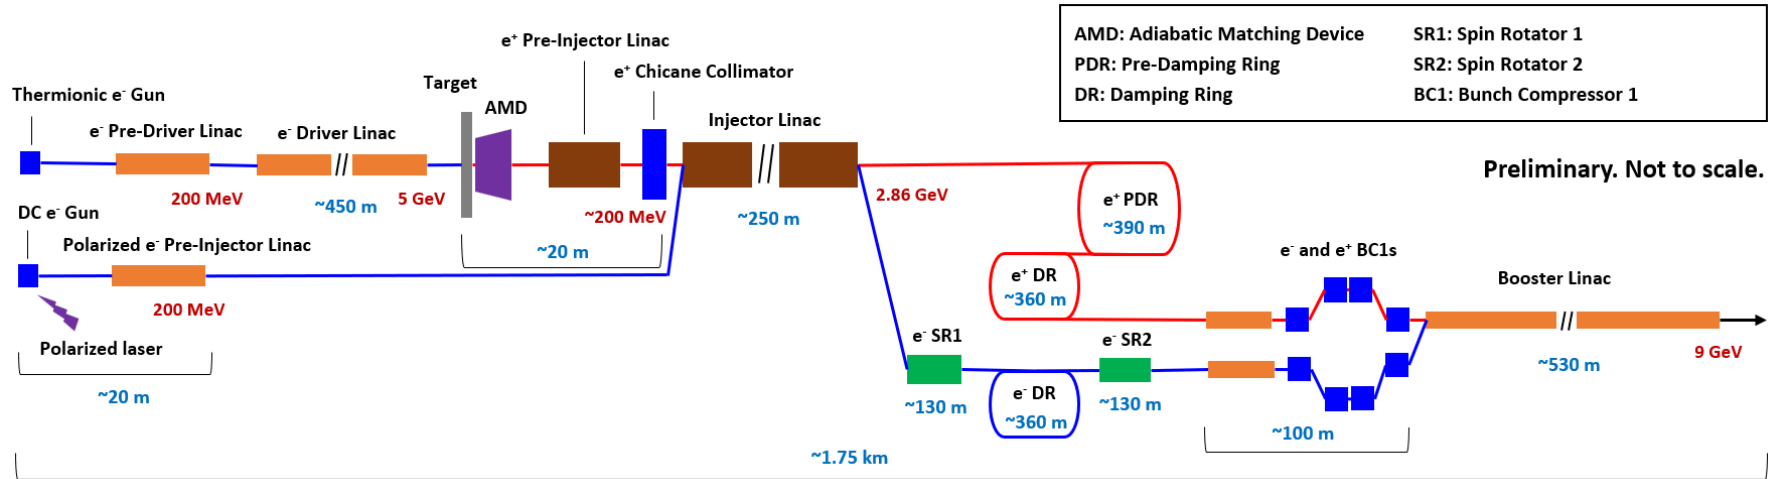 AMD: Adiabatic Matching Device
SR1: Spin Rotator 1
PDR: Pre-Damping Ring
SR2: Spin Rotator 2
DR: Damping Ring
BC1: Bunch Compressor 1
Preliminary. Not to scale.
Thermionic e⁻ Gun
e⁻ Pre-Driver Linac
200 MeV
e⁻ Driver Linac
~450 m
5 GeV
Target
AMD
e⁺ Pre-Injector Linac
e⁺ Chicane Collimator
~200 MeV
~20 m
Injector Linac
~250 m
2.86 GeV
DC e⁻ Gun
Polarized e⁻ Pre-Injector Linac
200 MeV
Polarized laser
~20 m
e⁺ PDR
~390 m
e⁺ DR
~360 m
e⁻ SR1
~130 m
e⁻ DR
~360 m
e⁻ SR2
~130 m
e⁻ and e⁺ BC1s
~100 m
Booster Linac
~530 m
9 GeV
~1.75 km